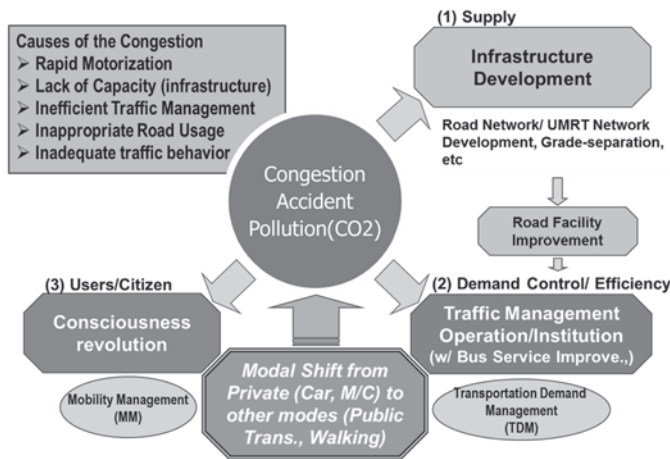 Causes of the Congestion
➢ Rapid Motorization
➢ Lack of Capacity (infrastructure)
➢ Inefficient Traffic Management
➢ Inappropriate Road Usage
➢ Inadequate traffic behavior
Congestion
Accident
Pollution(CO2)
(1) Supply
Infrastructure
Development
Road Network/ UMRT Network
Development, Grade-separation,
etc
Road Facility
Improvement
(2) Demand Control/ Efficiency
Traffic Management
Operation/Institution
(w/ Bus Service Improve.,)
Transportation Demand
Management
(TDM)
(3) Users/Citizen
Consciousness
revolution
Mobility Management
(MM)
Modal Shift from
Private (Car, M/C) to
other modes (Public
Trans., Walking)